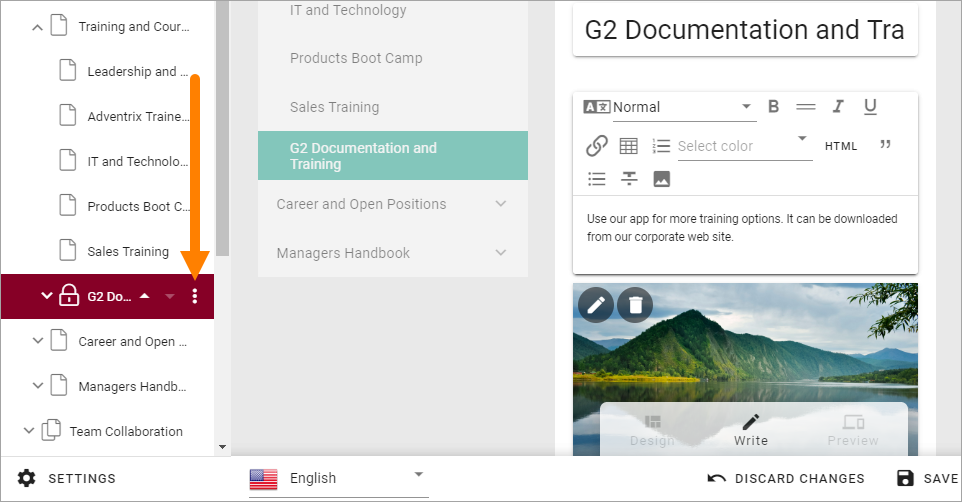 Training and Cour...
Leadership and ...
Adventrix Traine...
IT and Technolo...
Products Boot C...
Sales Training
G2 Do...
Career and Open ...
Managers Handb...
Team Collaboration
SETTINGS
IT and Technology
Products Boot Camp
Sales Training
G2 Documentation and
Training
Career and Open Positions
Managers Handbook
G2 Documentation and Tra
Normal
B
I
U
Select color
HTML
Use our app for more training options. It can be downloaded
from our corporate web site.
Design
Write
Preview
English
DISCARD CHANGES
SAVE